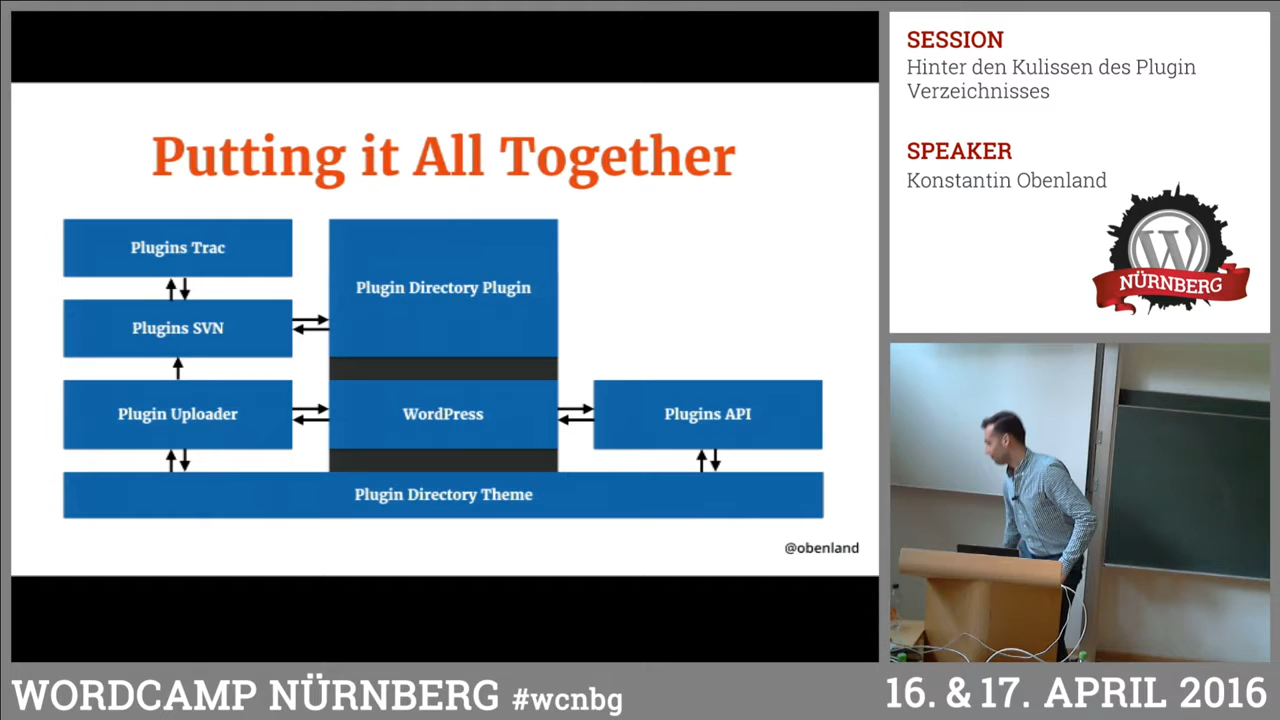 Putting it All Together
Plugins Trac
Plugin Directory Plugin
Plugins SVN
Plugin Uploader
WordPress
Plugins API
Plugin Directory Theme
@obenland
SESSION
Hinter den Kulissen des Plugin
Verzeichnisses
SPEAKER
Konstantin Obenland
W
NÜRNBERG
WORDCAMP NÜRNBERG #wcnbg
16. & 17. APRIL 2016